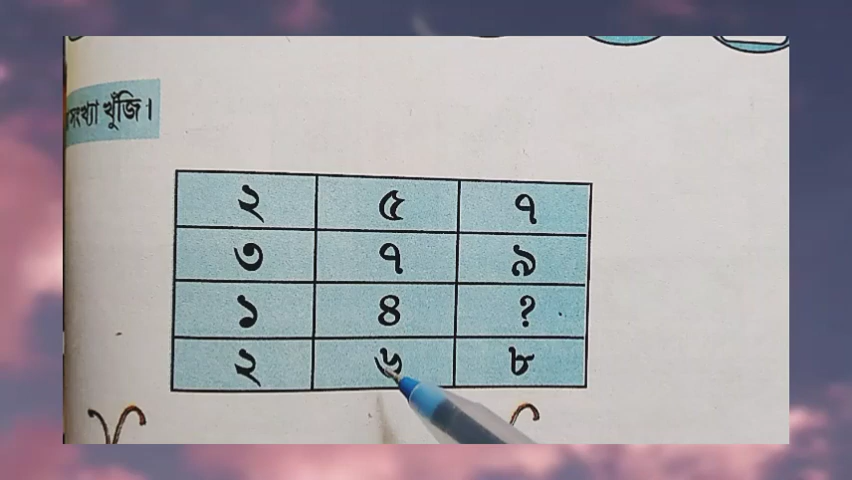 সংখ্যা খুঁজি।
২ ৫ ৭
৩ ৭ ৯
১ ৪ ?
২ ৬ ৮